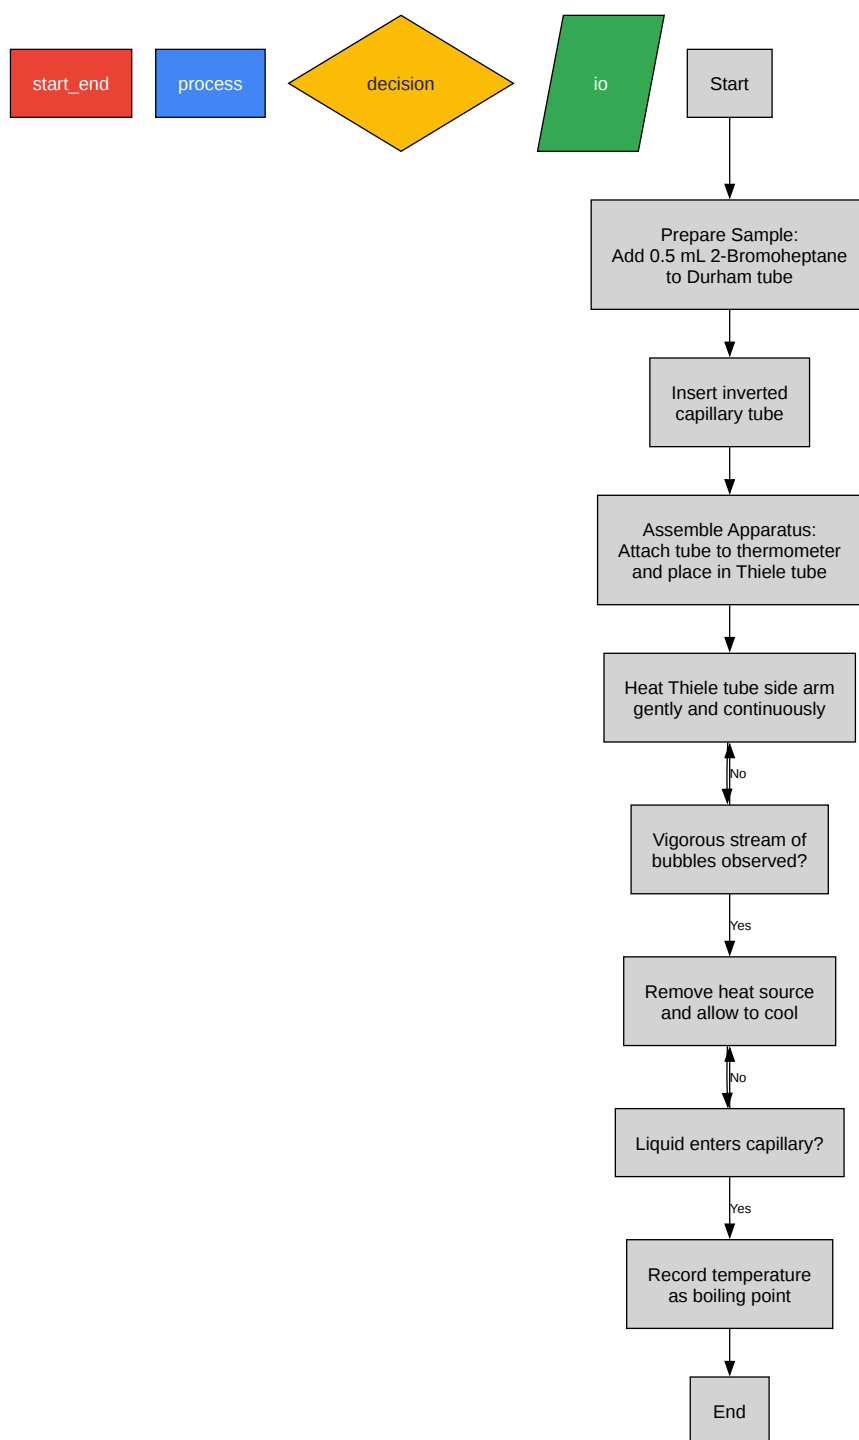 start_end
process
decision
io
Start
Prepare Sample:
Add 0.5 mL 2-Bromoheptane
to Durham tube
Insert inverted
capillary tube
Assemble Apparatus:
Attach tube to thermometer
and place in Thiele tube
Heat Thiele tube side arm
gently and continuously
No
Vigorous stream of
bubbles observed?
Yes
Remove heat source
and allow to cool
No
Liquid enters capillary?
Yes
Record temperature
as boiling point
End